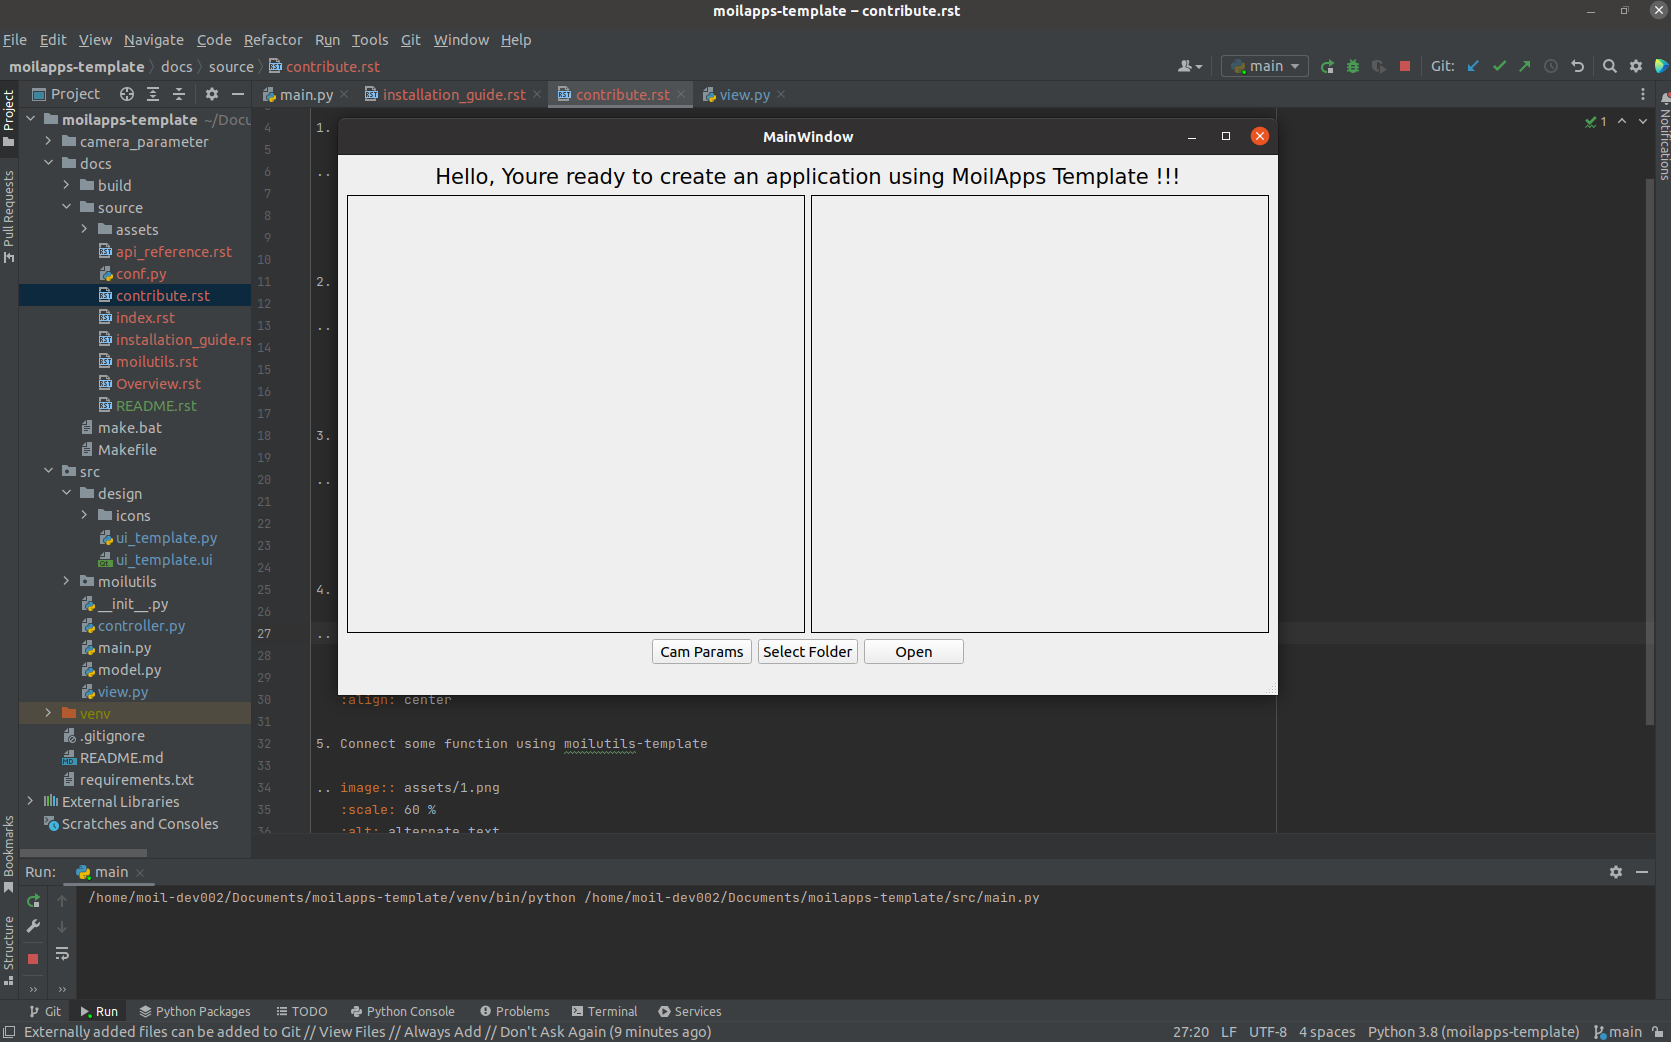 moilapps-template – contribute.rst
File Edit View Navigate Code Refactor Run Tools Git Window Help
moilapps-template docs source contribute.rst
main Git:
Project
main.py installation_guide.rst contribute.rst view.py
Project
Pull Requests
Bookmarks
Structure
Notifications
moilapps-template ~/Docu
camera_parameter
docs
build
source
assets
api_reference.rst
conf.py
contribute.rst
index.rst
installation_guide.rs
moilutils.rst
Overview.rst
README.rst
make.bat
Makefile
src
design
icons
ui_template.py
ui_template.ui
moilutils
__init__.py
controller.py
main.py
model.py
view.py
venv
.gitignore
README.md
requirements.txt
External Libraries
Scratches and Consoles
1
4 1.
5
6 ..
7
8
9
10
11 2.
12
13 ..
14
15
16
17
18 3.
19
20 ..
21
22
23
24
25 4.
26
27 ..
28
29
30 :align: center
31
32 5. Connect some function using moilutils-template
33
34 .. image:: assets/1.png
35 :scale: 60 %
36 :alt: alternate text
MainWindow
Hello, Youre ready to create an application using MoilApps Template !!!
Cam Params Select Folder Open
Run: main
/home/moil-dev002/Documents/moilapps-template/venv/bin/python /home/moil-dev002/Documents/moilapps-template/src/main.py
Git Run Python Packages TODO Python Console Problems Terminal Services
Externally added files can be added to Git // View Files // Always Add // Don't Ask Again (9 minutes ago)
27:20 LF UTF-8 4 spaces Python 3.8 (moilapps-template) main